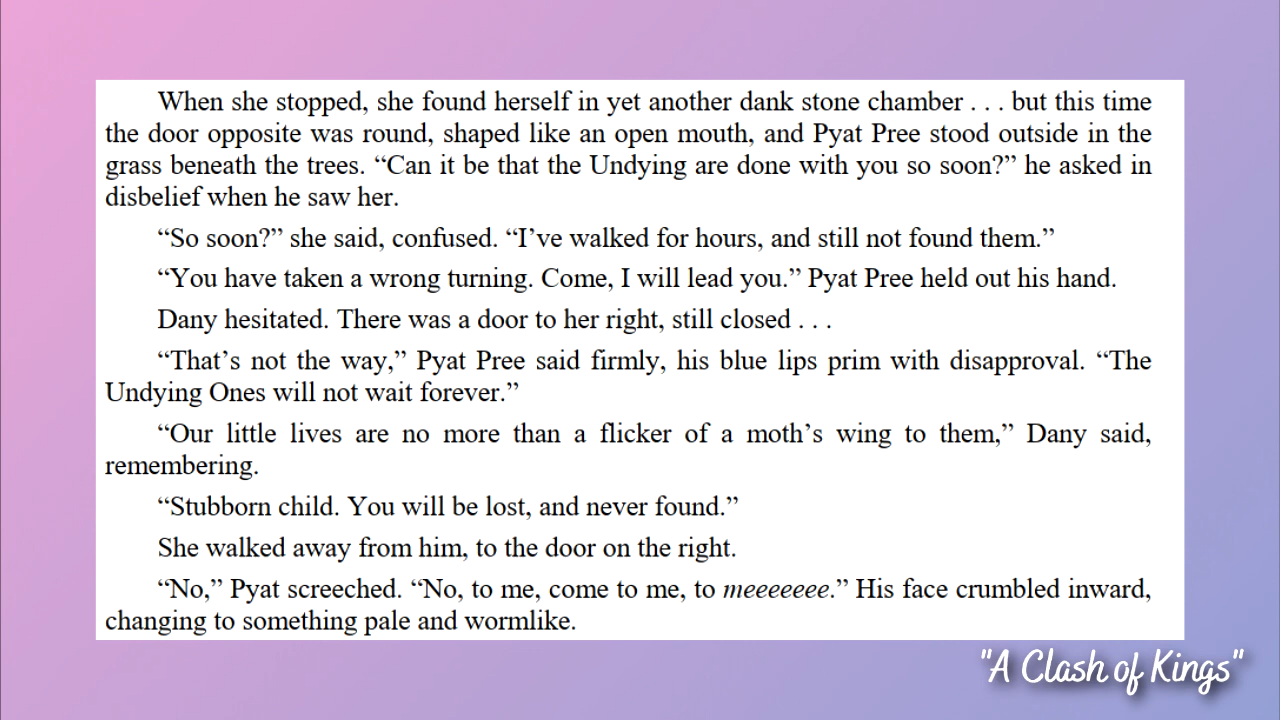 When she stopped, she found herself in yet another dank stone chamber . . . but this time
the door opposite was round, shaped like an open mouth, and Pyat Pree stood outside in the
grass beneath the trees. “Can it be that the Undying are done with you so soon?” he asked in
disbelief when he saw her.
“So soon?” she said, confused. “I’ve walked for hours, and still not found them.”
“You have taken a wrong turning. Come, I will lead you.” Pyat Pree held out his hand.
Dany hesitated. There was a door to her right, still closed . . .
“That’s not the way,” Pyat Pree said firmly, his blue lips prim with disapproval. “The
Undying Ones will not wait forever.”
“Our little lives are no more than a flicker of a moth’s wing to them,” Dany said,
remembering.
“Stubborn child. You will be lost, and never found.”
She walked away from him, to the door on the right.
“No,” Pyat screeched. “No, to me, come to me, to meeeeeee.” His face crumbled inward,
changing to something pale and wormlike.
"A Clash of Kings"